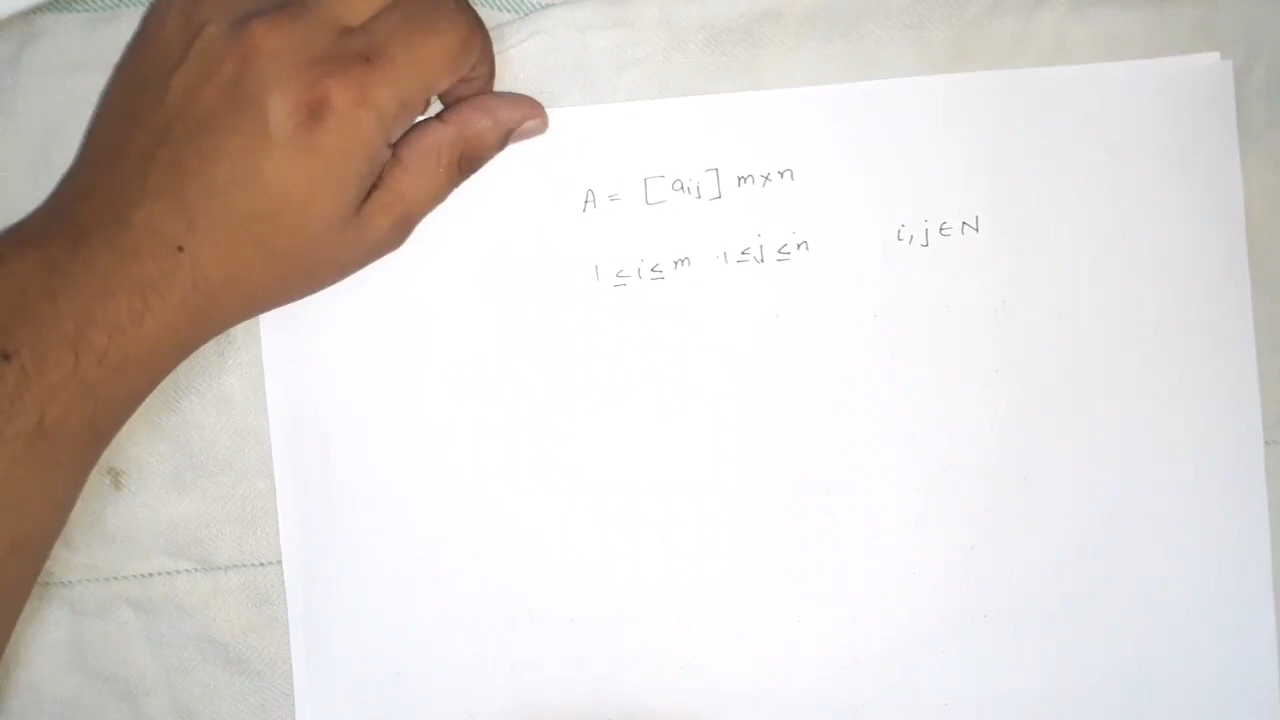 A = [aij] m×n
1 ≤ i ≤ m 1 ≤ j ≤ n i, j ∈ N